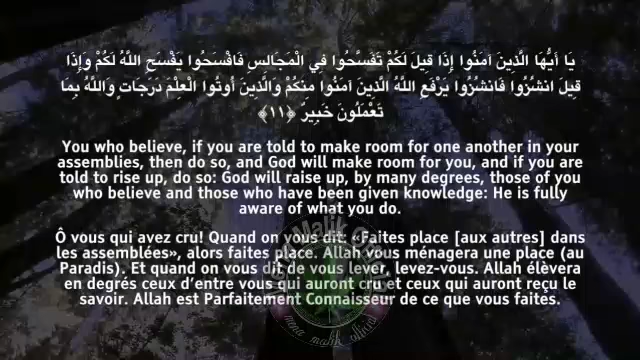 يَا أَيُّهَا الَّذِينَ آمَنُوا إِذَا قِيلَ لَكُمْ تَفَسَّحُوا فِي الْمَجَالِسِ فَافْسَحُوا يَفْسَحِ اللَّهُ لَكُمْ وَإِذَا
قِيلَ انْشُزُوا فَانْشُزُوا يَرْفَعِ اللَّهُ الَّذِينَ آمَنُوا مِنكُمْ وَالَّذِينَ أُوتُوا الْعِلْمَ دَرَجَاتٍ وَاللَّهُ بِمَا
تَعْمَلُونَ خَبِيرٌ ﴿١١﴾
You who believe, if you are told to make room for one another in your
assemblies, then do so, and God will make room for you, and if you are
told to rise up, do so: God will raise up, by many degrees, those of you
who believe and those who have been given knowledge: He is fully
aware of what you do.
Ô vous qui avez cru! Quand on vous dit: «Faites place [aux autres] dans
les assemblées», alors faites place. Allah vous ménagera une place (au
Paradis). Et quand on vous dit de vous lever, levez-vous. Allah élèvera
en degrés ceux d’entre vous qui auront cru et ceux qui auront reçu le
savoir. Allah est Parfaitement Connaisseur de ce que vous faites.